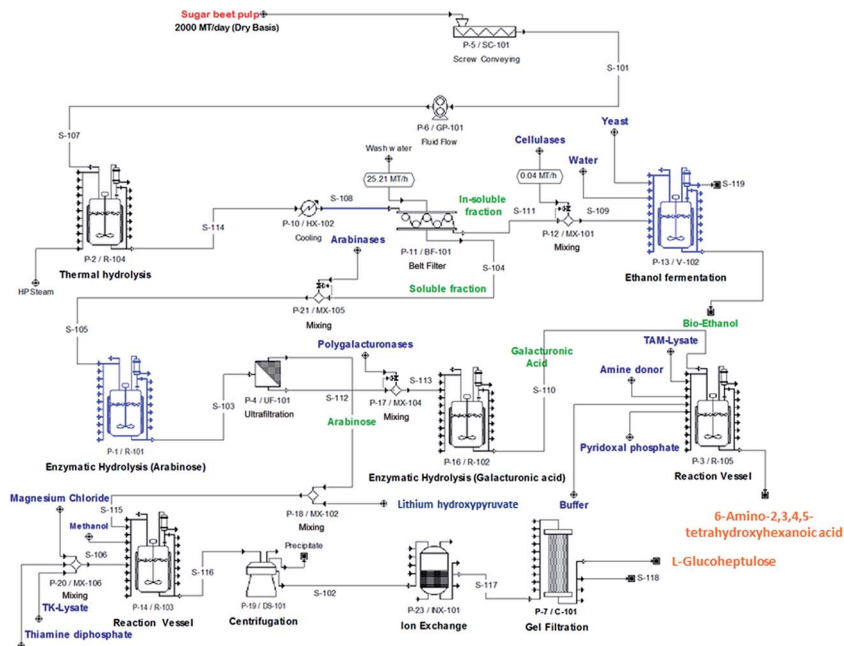 Sugar beet pulp
2000 MT/day (Dry Basis)
P-5 / SC-101
Screw Conveying
S-101
P-6 / GP-101
Fluid Flow
S-107
Wash water
25.21 MT/h
Cellulases
0.04 MT/h
Water
Yeast
S-119
S-108
In-soluble
fraction
S-111
S-109
S-114
P-10 / HX-102
Cooling
P-11 / BF-101
Belt Filter
P-12 / MX-101
Mixing
P-13 / V-102
Ethanol fermentation
P-2 / R-104
Thermal hydrolysis
HP Steam
Arabinases
S-104
Soluble fraction
P-21 / MX-105
Mixing
S-105
Bio-Ethanol
Polygalacturonases
Galacturonic
Acid
TAM-Lysate
Amine donor
S-110
S-103
P-4 / UF-101
Ultrafiltration
S-112
S-113
P-17 / MX-104
Mixing
Arabinose
P-1 / R-101
Enzymatic Hydrolysis (Arabinose)
P-16 / R-102
Enzymatic Hydrolysis (Galacturonic acid)
Pyridoxal phosphate
P-3 / R-105
Reaction Vessel
Buffer
Magnesium Chloride
S-115
Methanol
P-18 / MX-102
Mixing
Lithium hydroxypyruvate
6-Amino-2,3,4,5-
tetrahydroxyhexanoic acid
S-106
P-20 / MX-106
Mixing
TK-Lysate
Thiamine diphosphate
P-14 / R-103
Reaction Vessel
S-116
Precipitate
P-19 / DS-101
Centrifugation
S-102
P-23 / INX-101
Ion Exchange
S-117
P-7 / C-101
Gel Filtration
L-Glucoheptulose
S-118